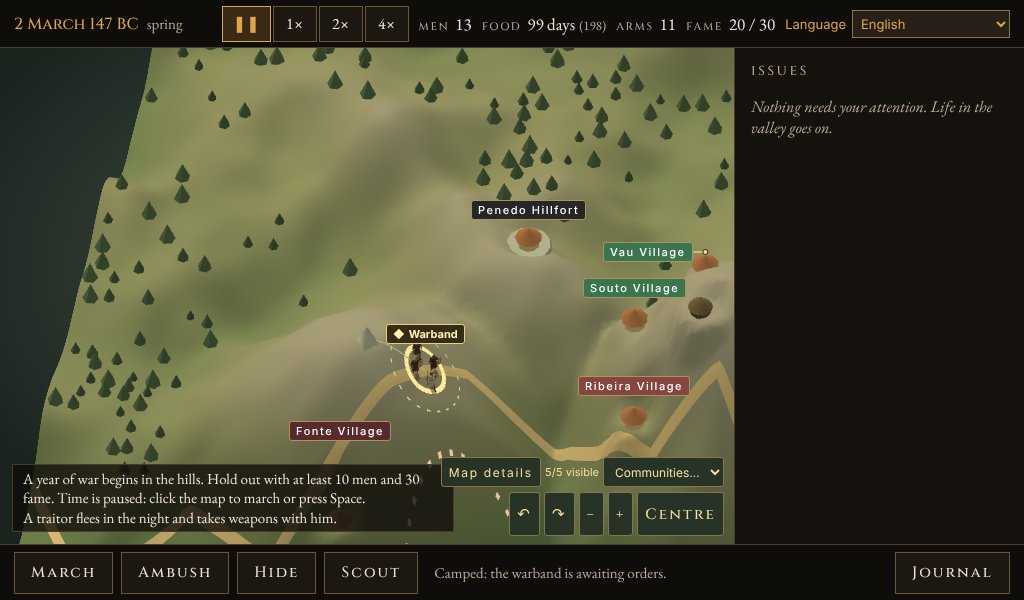 2 MARCH 147 BC spring
1×
2×
4×
MEN 13 FOOD 99 days (198) ARMS 11 FAME 20 / 30
Language English
ISSUES
Nothing needs your attention. Life in the
valley goes on.
Penedo Hillfort
Vau Village
Souto Village
◆ Warband
Ribeira Village
Fonte Village
A year of war begins in the hills. Hold out with at least 10 men and 30
fame. Time is paused: click the map to march or press Space.
A traitor flees in the night and takes weapons with him.
Map details 5/5 visible Communities...
↶ ↷ − + CENTRE
MARCH AMBUSH HIDE SCOUT Camped: the warband is awaiting orders. JOURNAL